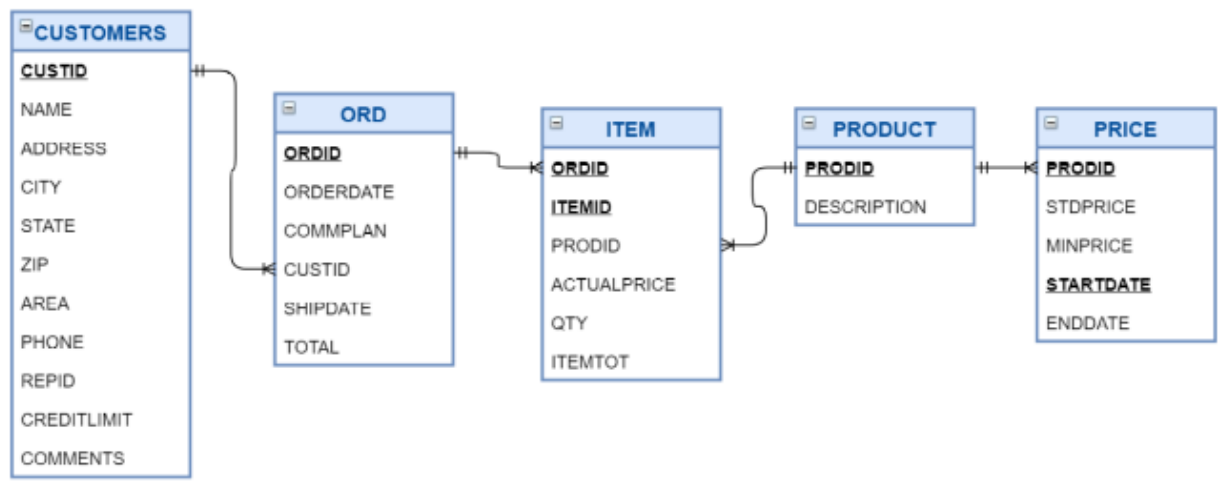 CUSTOMERS
CUSTID
NAME
ADDRESS
CITY
STATE
ZIP
AREA
PHONE
REPID
CREDITLIMIT
COMMENTS
ORD
ORDID
ORDERDATE
COMMPLAN
CUSTID
SHIPDATE
TOTAL
ITEM
ORDID
ITEMID
PRODID
ACTUALPRICE
QTY
ITEMTOT
PRODUCT
PRODID
DESCRIPTION
PRICE
PRODID
STDPRICE
MINPRICE
STARTDATE
ENDDATE